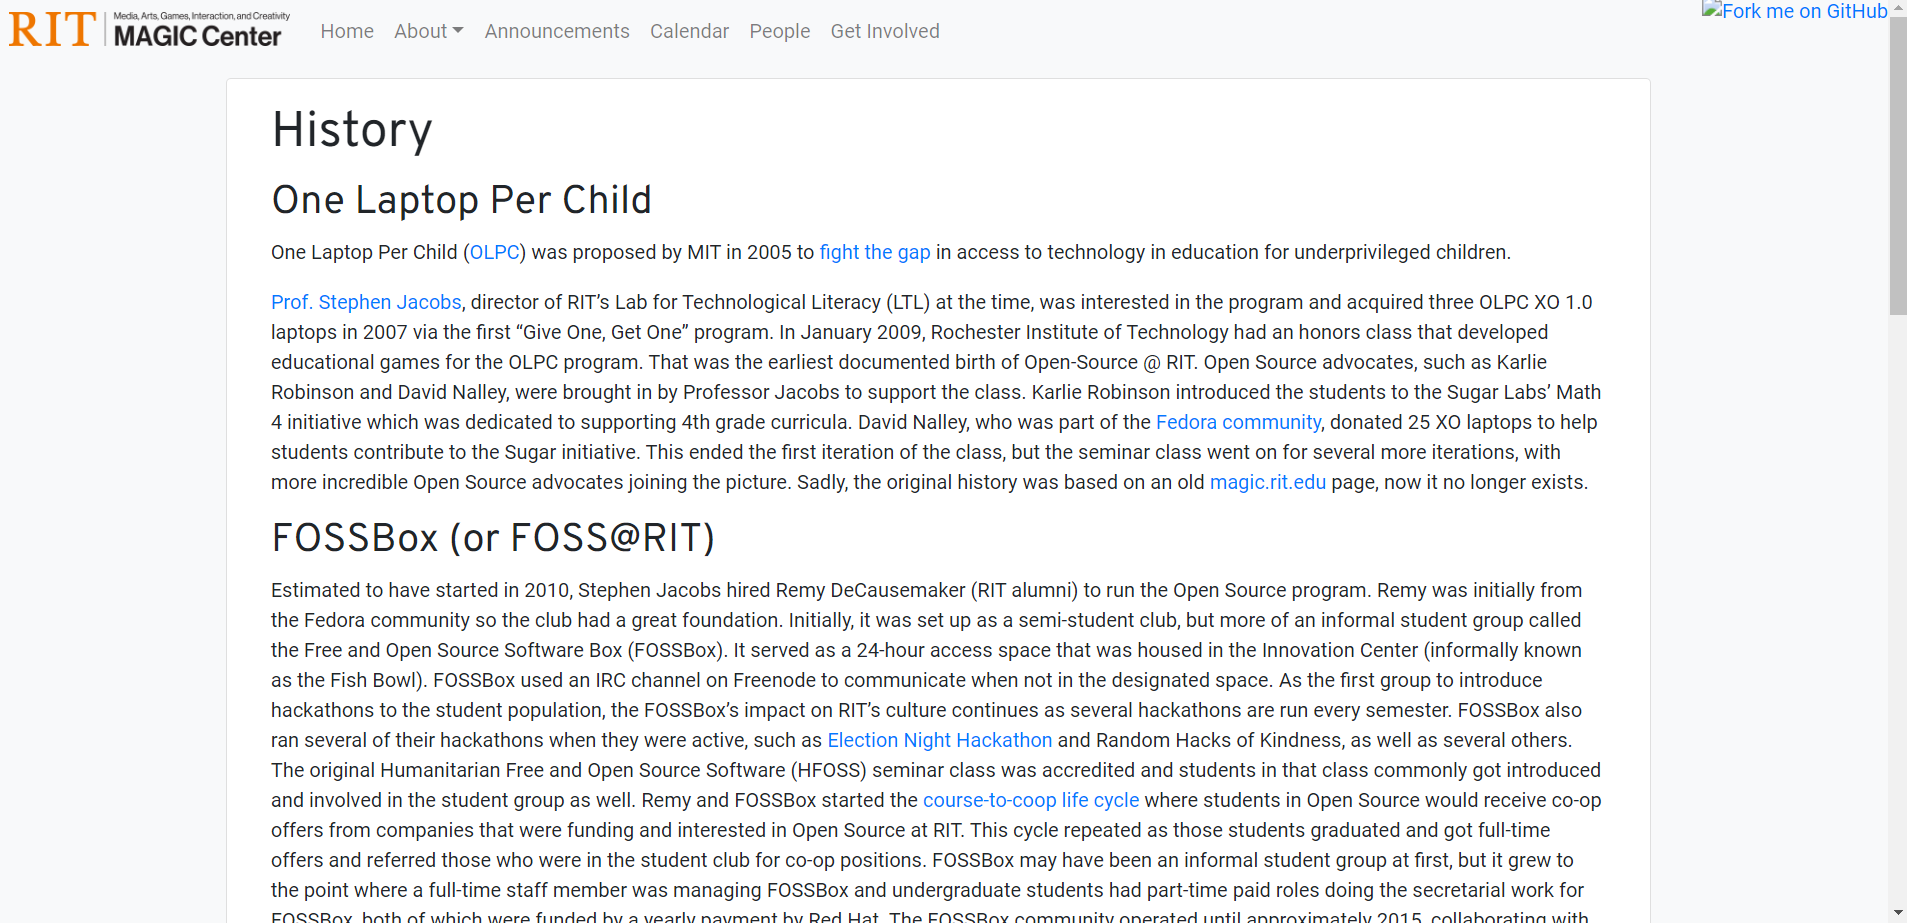 RIT
Media, Arts, Games, Interaction, and Creativity
MAGIC Center
Home About Announcements Calendar People Get Involved
Fork me on GitHub
History
One Laptop Per Child
One Laptop Per Child (OLPC) was proposed by MIT in 2005 to fight the gap in access to technology in education for underprivileged children.
Prof. Stephen Jacobs, director of RIT’s Lab for Technological Literacy (LTL) at the time, was interested in the program and acquired three OLPC XO 1.0
laptops in 2007 via the first “Give One, Get One” program. In January 2009, Rochester Institute of Technology had an honors class that developed
educational games for the OLPC program. That was the earliest documented birth of Open-Source @ RIT. Open Source advocates, such as Karlie
Robinson and David Nalley, were brought in by Professor Jacobs to support the class. Karlie Robinson introduced the students to the Sugar Labs’ Math
4 initiative which was dedicated to supporting 4th grade curricula. David Nalley, who was part of the Fedora community, donated 25 XO laptops to help
students contribute to the Sugar initiative. This ended the first iteration of the class, but the seminar class went on for several more iterations, with
more incredible Open Source advocates joining the picture. Sadly, the original history was based on an old magic.rit.edu page, now it no longer exists.
FOSSBox (or FOSS@RIT)
Estimated to have started in 2010, Stephen Jacobs hired Remy DeCausemaker (RIT alumni) to run the Open Source program. Remy was initially from
the Fedora community so the club had a great foundation. Initially, it was set up as a semi-student club, but more of an informal student group called
the Free and Open Source Software Box (FOSSBox). It served as a 24-hour access space that was housed in the Innovation Center (informally known
as the Fish Bowl). FOSSBox used an IRC channel on Freenode to communicate when not in the designated space. As the first group to introduce
hackathons to the student population, the FOSSBox’s impact on RIT’s culture continues as several hackathons are run every semester. FOSSBox also
ran several of their hackathons when they were active, such as Election Night Hackathon and Random Hacks of Kindness, as well as several others.
The original Humanitarian Free and Open Source Software (HFOSS) seminar class was accredited and students in that class commonly got introduced
and involved in the student group as well. Remy and FOSSBox started the course-to-coop life cycle where students in Open Source would receive co-op
offers from companies that were funding and interested in Open Source at RIT. This cycle repeated as those students graduated and got full-time
offers and referred those who were in the student club for co-op positions. FOSSBox may have been an informal student group at first, but it grew to
the point where a full-time staff member was managing FOSSBox and undergraduate students had part-time paid roles doing the secretarial work for
FOSSBox, both of which were funded by a yearly payment by Red Hat. The FOSSBox community operated until approximately 2015, collaborating with